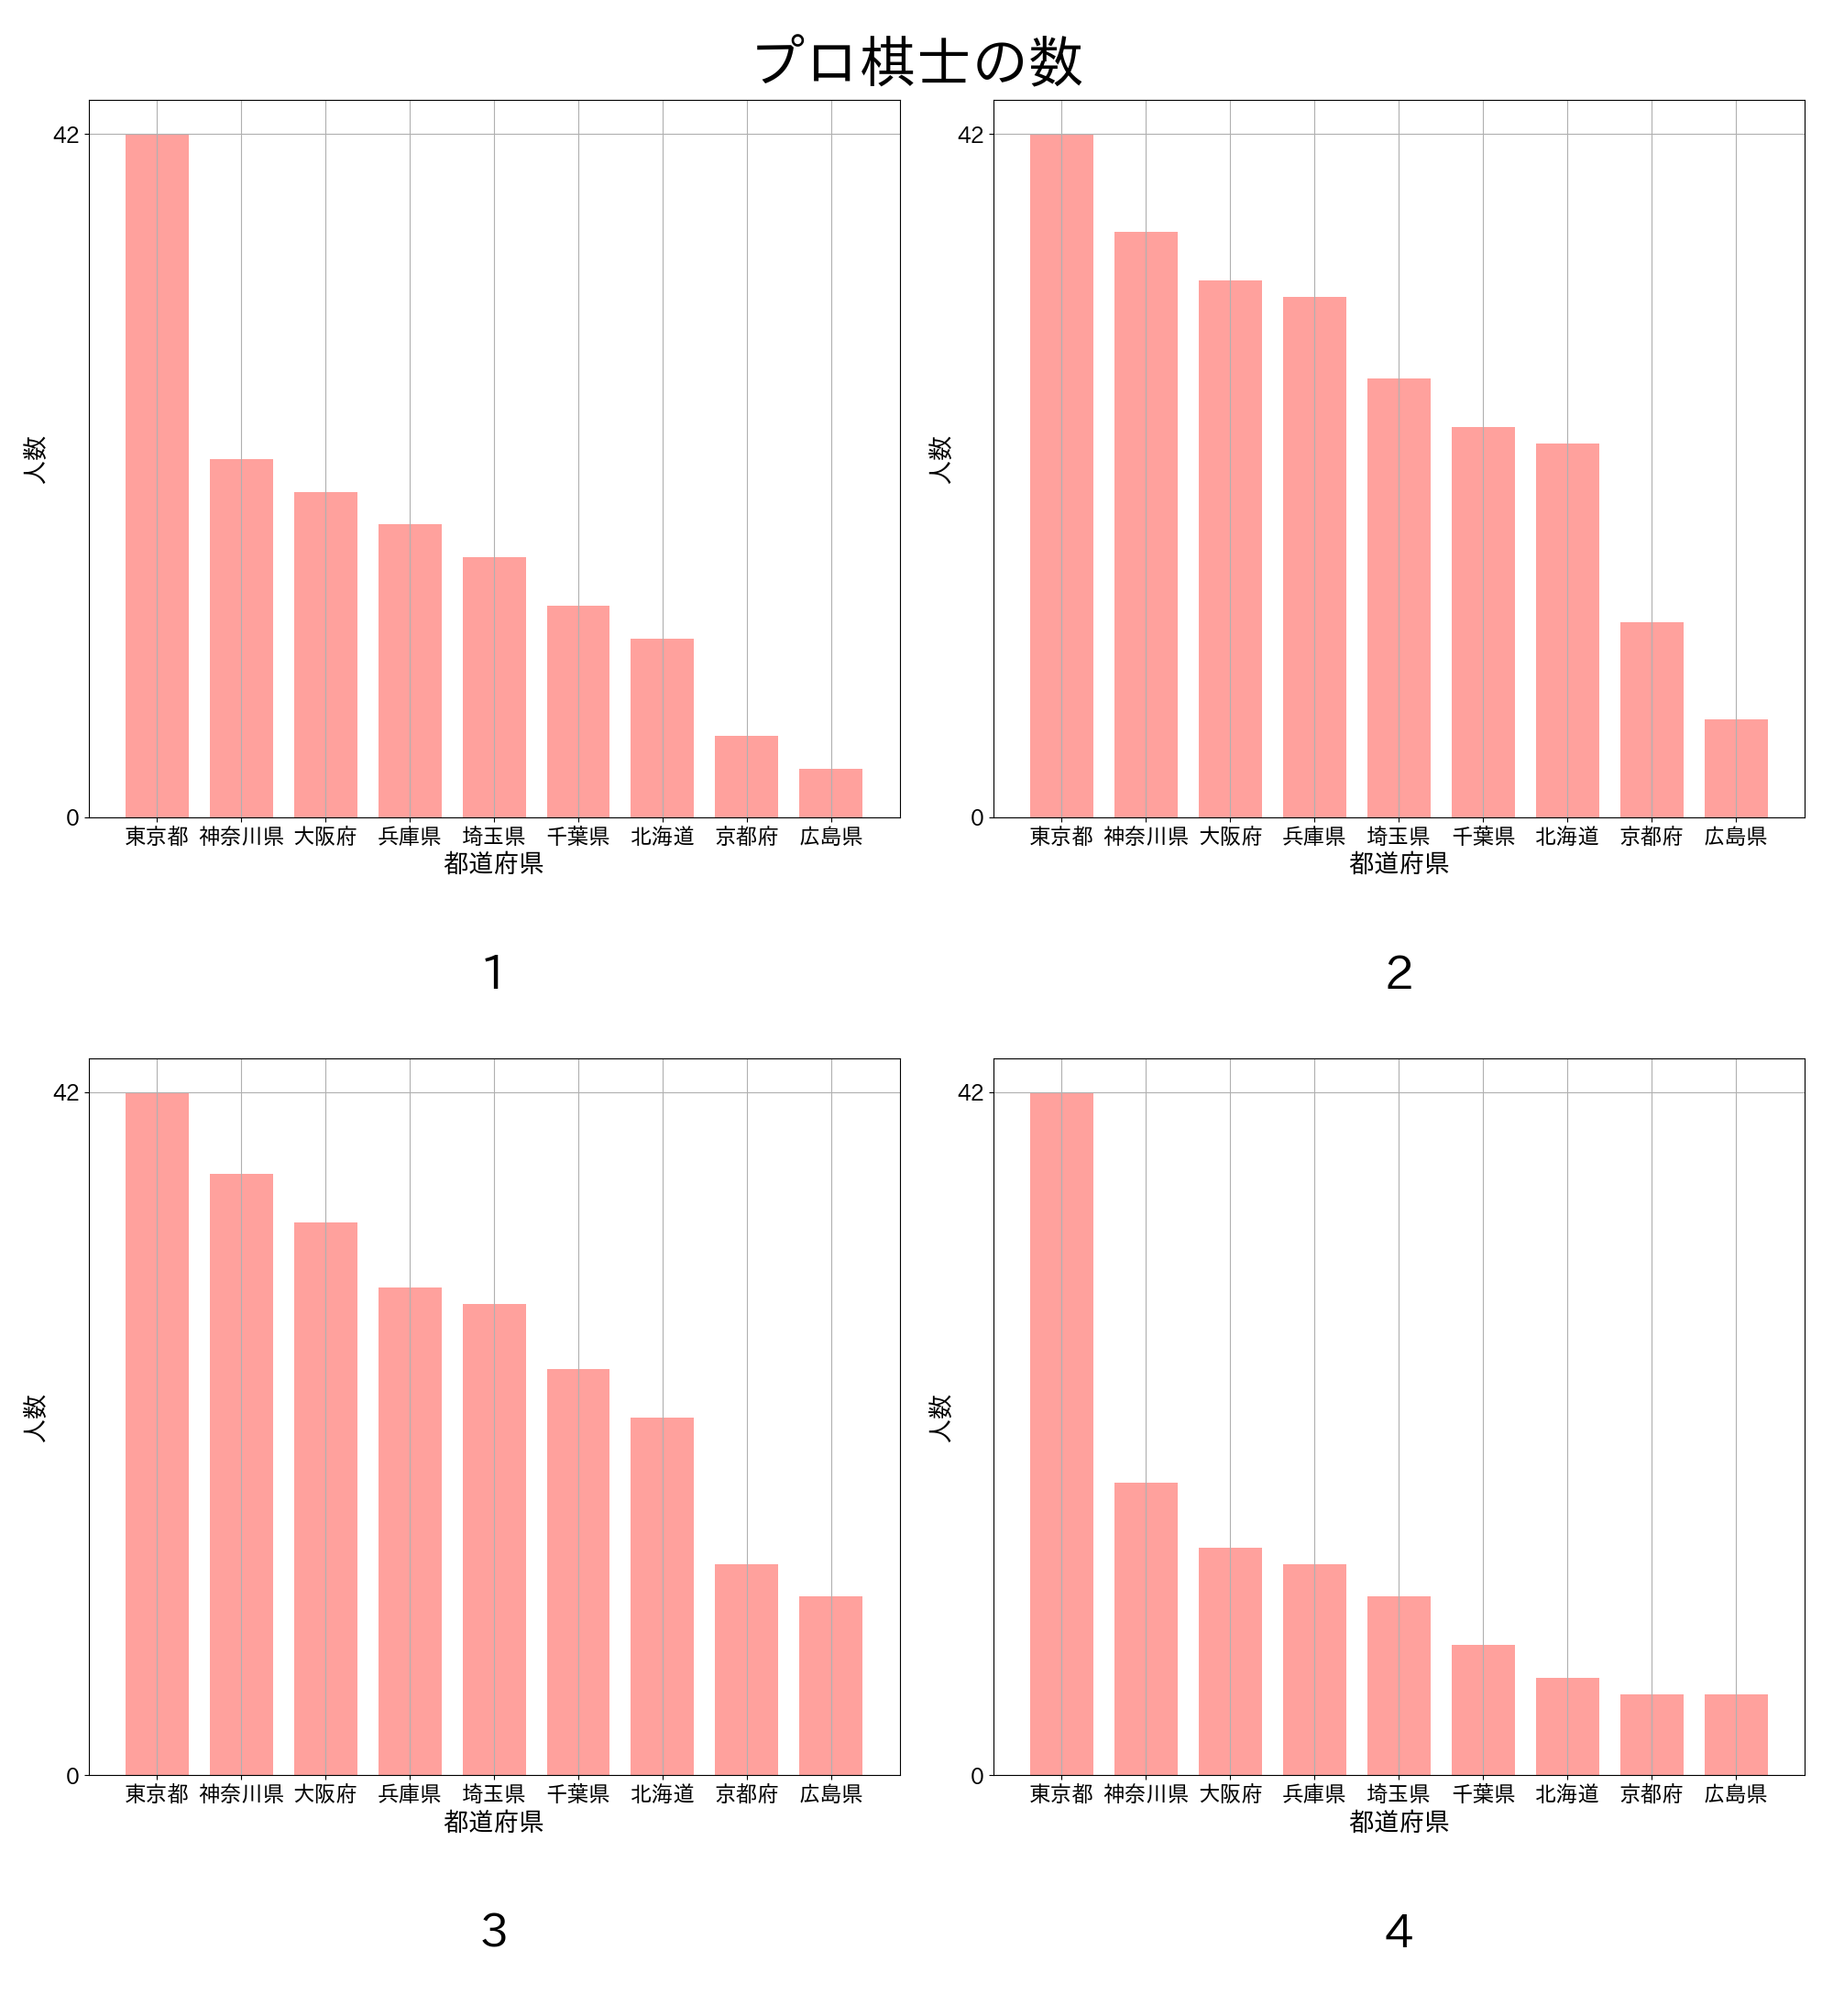 プロ棋士の数
42
0
人数
東京都 神奈川県 大阪府 兵庫県 埼玉県 千葉県 北海道 京都府 広島県
都道府県
1
42
0
人数
東京都 神奈川県 大阪府 兵庫県 埼玉県 千葉県 北海道 京都府 広島県
都道府県
2
42
0
人数
東京都 神奈川県 大阪府 兵庫県 埼玉県 千葉県 北海道 京都府 広島県
都道府県
3
42
0
人数
東京都 神奈川県 大阪府 兵庫県 埼玉県 千葉県 北海道 京都府 広島県
都道府県
4